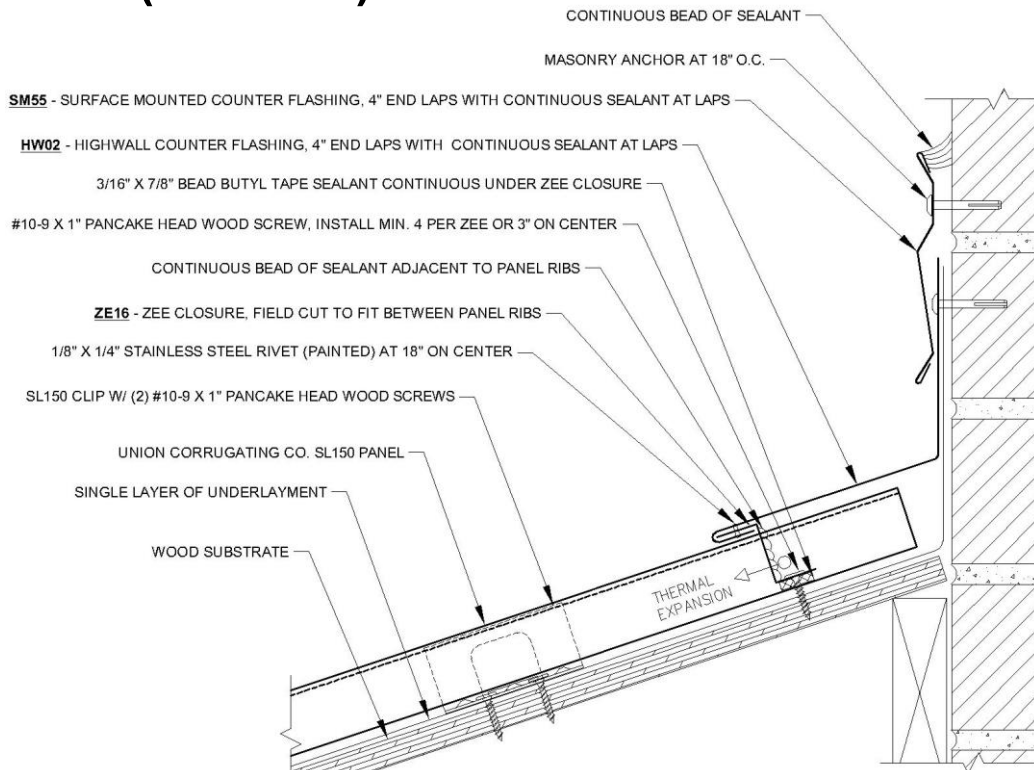 CONTINUOUS BEAD OF SEALANT
MASONRY ANCHOR AT 18" O.C.
SM55 - SURFACE MOUNTED COUNTER FLASHING, 4" END LAPS WITH CONTINUOUS SEALANT AT LAPS
HW02 - HIGHWALL COUNTER FLASHING, 4" END LAPS WITH CONTINUOUS SEALANT AT LAPS
3/16" X 7/8" BEAD BUTYL TAPE SEALANT CONTINUOUS UNDER ZEE CLOSURE
#10-9 X 1" PANCAKE HEAD WOOD SCREW, INSTALL MIN. 4 PER ZEE OR 3" ON CENTER
CONTINUOUS BEAD OF SEALANT ADJACENT TO PANEL RIBS
ZE16 - ZEE CLOSURE, FIELD CUT TO FIT BETWEEN PANEL RIBS
1/8" X 1/4" STAINLESS STEEL RIVET (PAINTED) AT 18" ON CENTER
SL150 CLIP W/ (2) #10-9 X 1" PANCAKE HEAD WOOD SCREWS
UNION CORRUGATING CO. SL150 PANEL
SINGLE LAYER OF UNDERLAYMENT
WOOD SUBSTRATE
THERMAL
EXPANSION